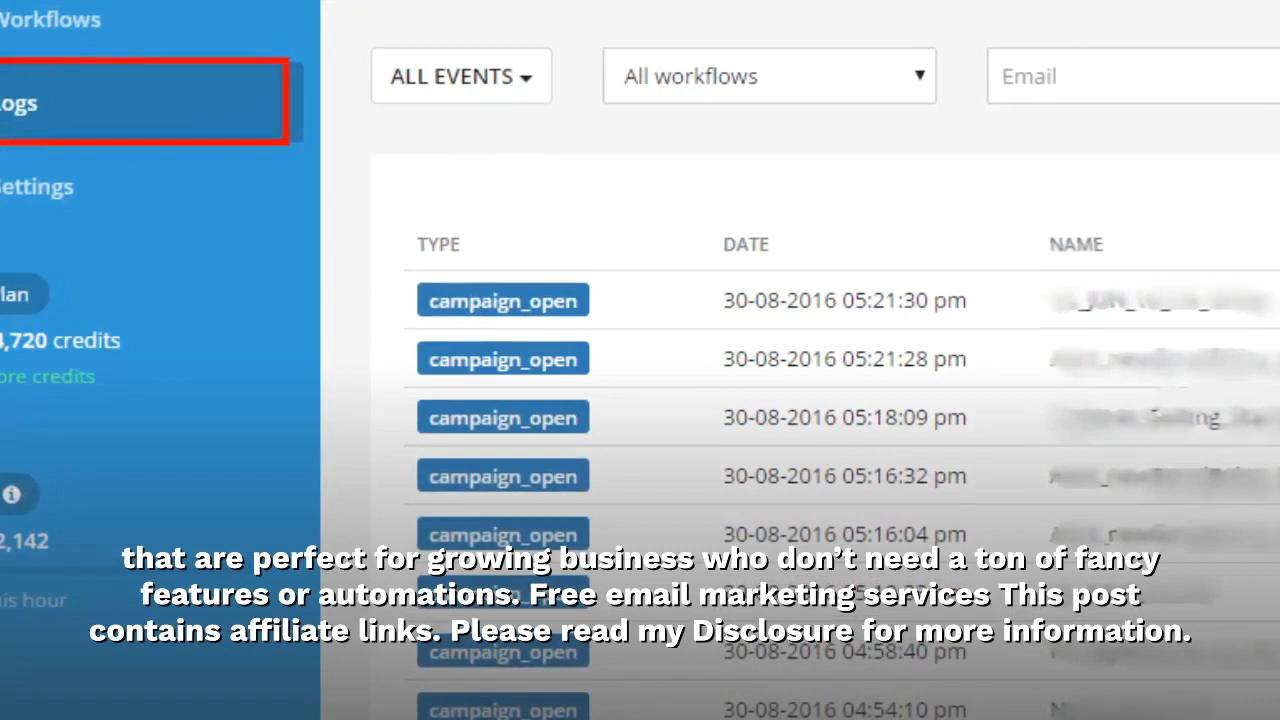 Workflows
Logs
Settings
Plan
4,720 credits
ore credits
2,142
his hour
ALL EVENTS
All workflows
Email
TYPE DATE NAME
campaign_open 30-08-2016 05:21:30 pm
campaign_open 30-08-2016 05:21:28 pm
campaign_open 30-08-2016 05:18:09 pm
campaign_open 30-08-2016 05:16:32 pm
campaign_open 30-08-2016 05:16:04 pm
that are perfect for growing business who don’t need a ton of fancy
features or automations. Free email marketing services This post
contains affiliate links. Please read my Disclosure for more information.
campaign_open 30-08-2016 04:58:40 pm
campaign_open 30-08-2016 04:54:10 pm